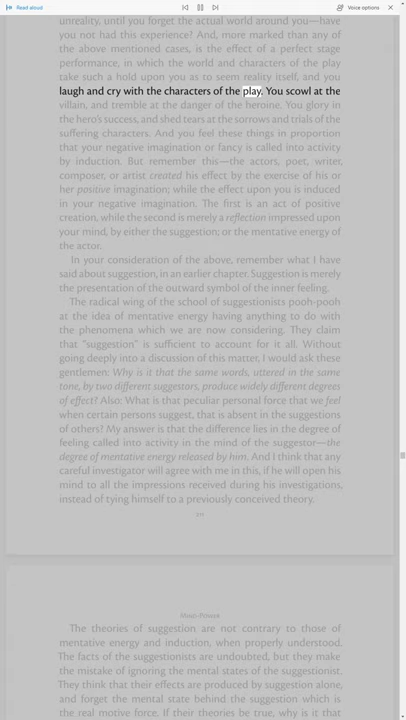 Read aloud
Voice options
unreality, until you forget the actual world around you—have
you not had this experience? And, more marked than any of
the above mentioned cases, is the effect of a perfect stage
performance, in which the world and characters of the play
take such a hold upon you as to seem reality itself, and you
laugh and cry with the characters of the play. You scowl at the
villain, and tremble at the danger of the heroine. You glory in
the hero's success, and shed tears at the sorrows and trials of the
suffering characters. And you feel these things in proportion
that your negative imagination or fancy is called into activity
by induction. But remember this—the actors, poet, writer,
composer, or artist created his effect by the exercise of his or
her positive imagination; while the effect upon you is induced
in your negative imagination. The first is an act of positive
creation, while the second is merely a reflection impressed upon
your mind, by either the suggestion; or the mentative energy of
the actor.
In your consideration of the above, remember what I have
said about suggestion, in an earlier chapter. Suggestion is merely
the presentation of the outward symbol of the inner feeling.
The radical wing of the school of suggestionists pooh-pooh
at the idea of mentative energy having anything to do with
the phenomena which we are now considering. They claim
that "suggestion" is sufficient to account for it all. Without
going deeply into a discussion of this matter, I would ask these
gentlemen: Why is it that the same words, uttered in the same
tone, by two different suggestors, produce widely different degrees
of effect? Also: What is that peculiar personal force that we feel
when certain persons suggest, that is absent in the suggestions
of others? My answer is that the difference lies in the degree of
feeling called into activity in the mind of the suggestor—the
degree of mentative energy released by him. And I think that any
careful investigator will agree with me in this, if he will open his
mind to all the impressions received during his investigations,
instead of tying himself to a previously conceived theory.
Mind-Power
The theories of suggestion are not contrary to those of
mentative energy and induction, when properly understood.
The facts of the suggestionists are undoubted, but they make
the mistake of ignoring the mental states of the suggestor.
They think that their effects are produced by suggestion alone,
and forget the mental state behind the suggestion which is
the real motive force. If their theories be true, why is it that